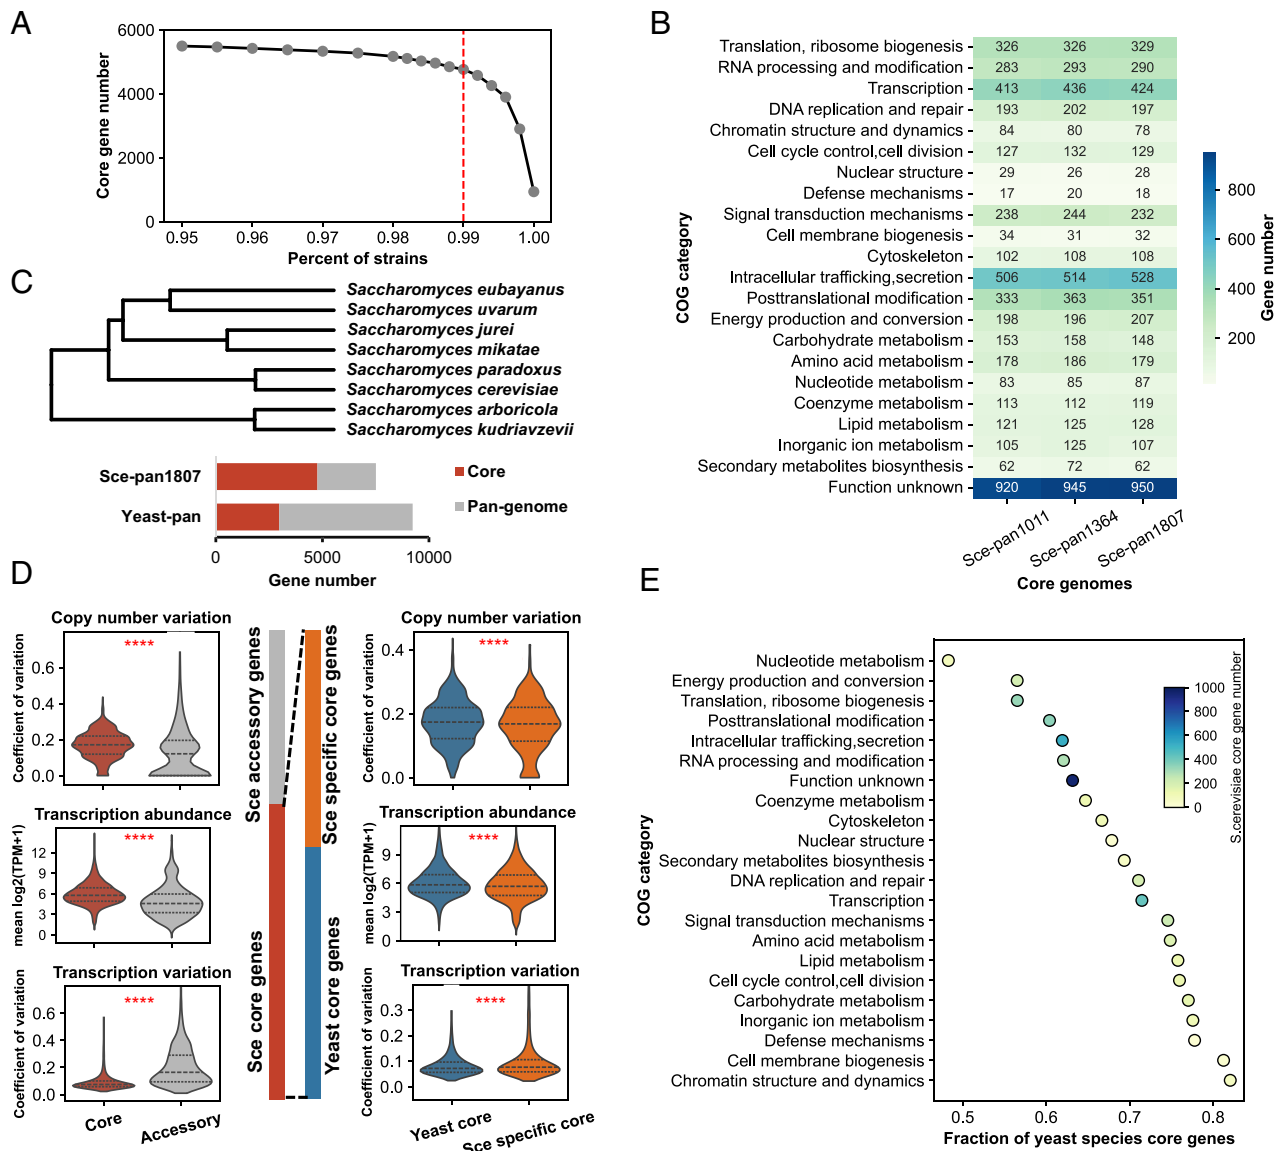 A
Core gene number
6000
4000
2000
0
0.95
0.96
0.97
0.98
0.99
1.00
Percent of strains
B
COG category
Translation, ribosome biogenesis 326 326 329
RNA processing and modification 283 293 290
Transcription 413 436 424
DNA replication and repair 193 202 197
Chromatin structure and dynamics 84 80 78
Cell cycle control,cell division 127 132 129
Nuclear structure 29 26 28
Defense mechanisms 17 20 18
Signal transduction mechanisms 238 244 232
Cell membrane biogenesis 34 31 32
Cytoskeleton 102 108 108
Intracellular trafficking,secretion 506 514 528
Posttranslational modification 333 363 351
Energy production and conversion 198 196 207
Carbohydrate metabolism 153 158 148
Amino acid metabolism 178 186 179
Nucleotide metabolism 83 85 87
Coenzyme metabolism 113 112 119
Lipid metabolism 121 125 128
Inorganic ion metabolism 105 125 107
Secondary metabolites biosynthesis 62 72 62
Function unknown 920 945 950
Sce-pan1011
Sce-pan1364
Sce-pan1807
Core genomes
800
600
400
200
Gene number
C
Saccharomyces eubayanus
Saccharomyces uvarum
Saccharomyces jurei
Saccharomyces mikatae
Saccharomyces paradoxus
Saccharomyces cerevisiae
Saccharomyces arboricola
Saccharomyces kudriavzevii
Sce-pan1807
Yeast-pan
Core
Pan-genome
0
5000
10000
Gene number
D
Copy number variation
Coefficient of variation
0.6
0.4
0.2
0.0
****
Transcription abundance
mean log2(TPM+1)
12
9
6
3
0
****
Transcription variation
Coefficient of variation
0.6
0.4
0.2
0.0
****
Core
Accessory
Sce accessory genes
Sce core genes
Sce specific core genes
Yeast core genes
Copy number variation
Coefficient of variation
0.4
0.2
0.0
****
Transcription abundance
mean log2(TPM+1)
9
6
3
0
****
Transcription variation
Coefficient of variation
0.3
0.2
0.1
0.0
****
Yeast core
Sce specific core
E
COG category
Nucleotide metabolism
Energy production and conversion
Translation, ribosome biogenesis
Posttranslational modification
Intracellular trafficking,secretion
RNA processing and modification
Function unknown
Coenzyme metabolism
Cytoskeleton
Nuclear structure
Secondary metabolites biosynthesis
DNA replication and repair
Transcription
Signal transduction mechanisms
Amino acid metabolism
Lipid metabolism
Cell cycle control,cell division
Carbohydrate metabolism
Inorganic ion metabolism
Defense mechanisms
Cell membrane biogenesis
Chromatin structure and dynamics
0.5
0.6
0.7
0.8
Fraction of yeast species core genes
1000
800
600
400
200
0
S.cerevisiae core gene number